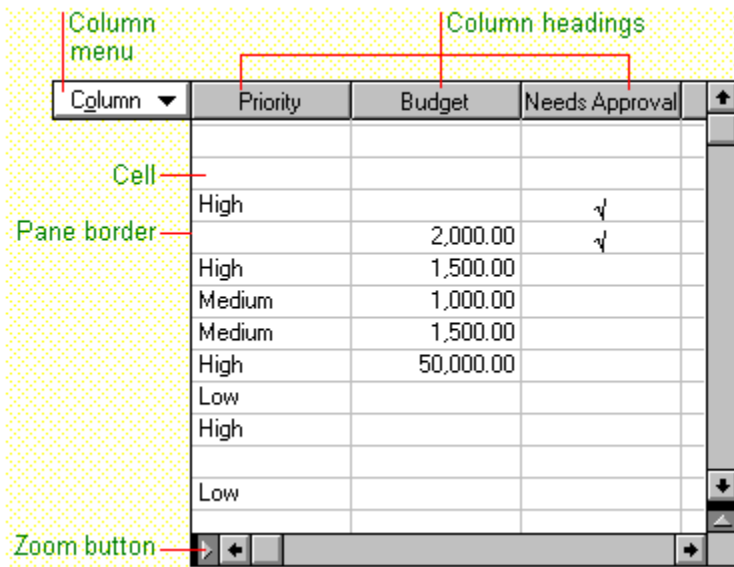 Column menu
Column headings
Column Priority Budget Needs Approval
Cell
High √
Pane border
2,000.00 √
High 1,500.00
Medium 1,000.00
Medium 1,500.00
High 50,000.00
Low
High
Low
Zoom button